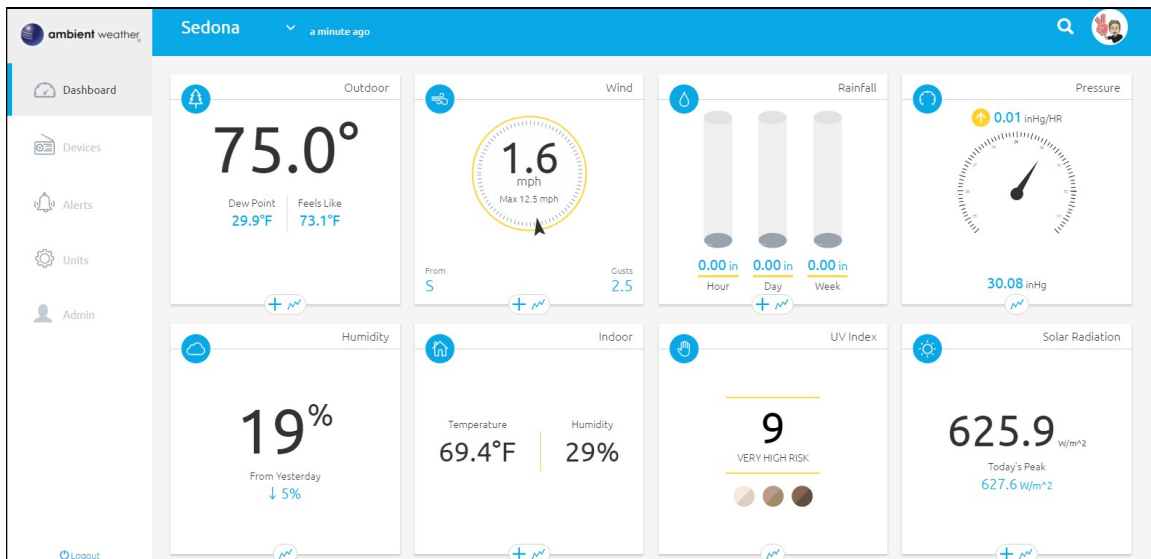 ambient weather
Sedona
a minute ago
Dashboard
Devices
Alerts
Units
Admin
Logout
Outdoor
75.0°
Dew Point
29.9°F
Feels Like
73.1°F
Wind
1.6
mph
Max 12.5 mph
From
S
Gusts
2.5
Rainfall
0.00 in
Hour
0.00 in
Day
0.00 in
Week
Pressure
0.01 inHg/HR
30.08 inHg
Humidity
19%
From Yesterday
↓ 5%
Indoor
Temperature
69.4°F
Humidity
29%
UV Index
9
VERY HIGH RISK
Solar Radiation
625.9 W/m^2
Today's Peak
627.6 W/m^2